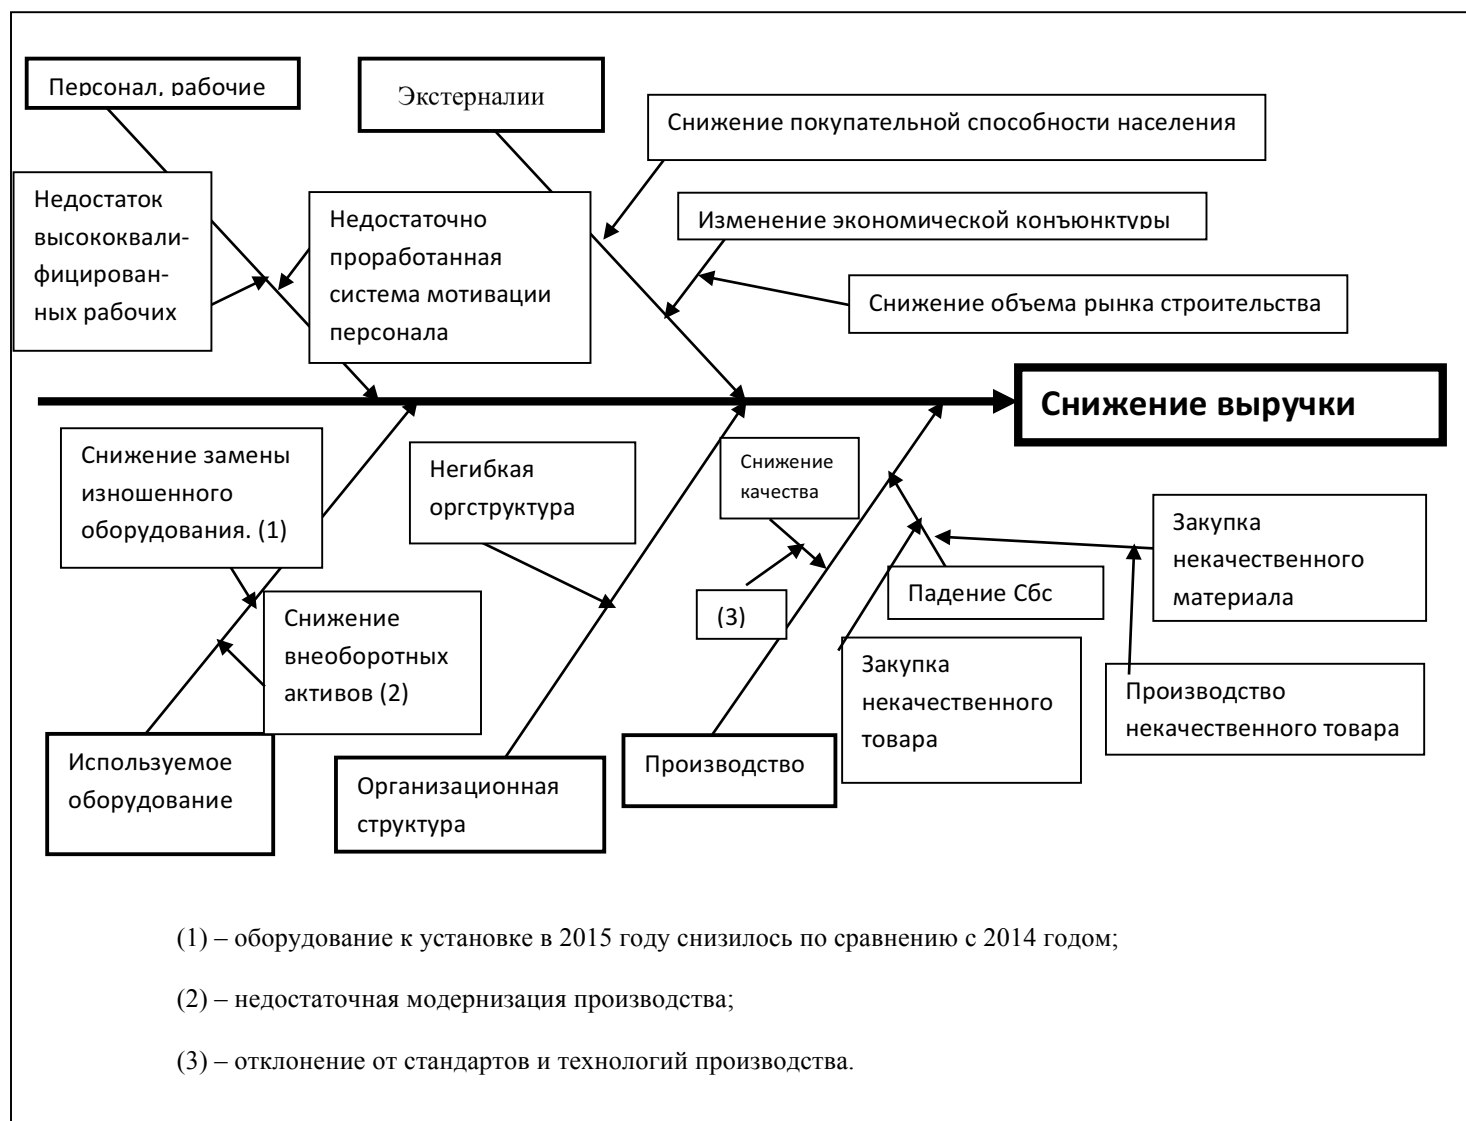 Персонал, рабочие
Экстерналии
Снижение покупательной способности населения
Недостаток
высококвали-
фицирован-
ных рабочих
Недостаточно
проработанная
система мотивации
персонала
Изменение экономической конъюнктуры
Снижение объема рынка строительства
Снижение выручки
Снижение замены
изношенного
оборудования. (1)
Негибкая
оргструктура
Снижение
качества
Закупка
некачественного
материала
Снижение
внеоборотных
активов (2)
(3)
Падение Сбс
Закупка
некачественного
товара
Производство
некачественного товара
Используемое
оборудование
Организационная
структура
Производство
(1) – оборудование к установке в 2015 году снизилось по сравнению с 2014 годом;
(2) – недостаточная модернизация производства;
(3) – отклонение от стандартов и технологий производства.